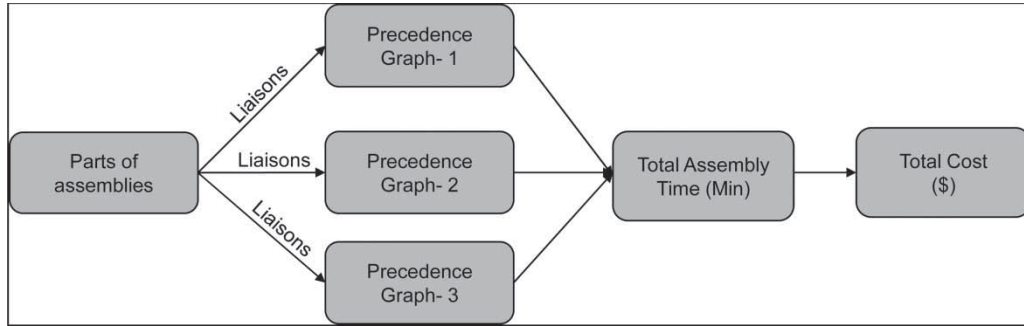 Precedence
Graph- 1
Liaisons
Parts of
assemblies
Liaisons
Precedence
Graph- 2
Total Assembly
Time (Min)
Total Cost
($)
Liaisons
Precedence
Graph- 3